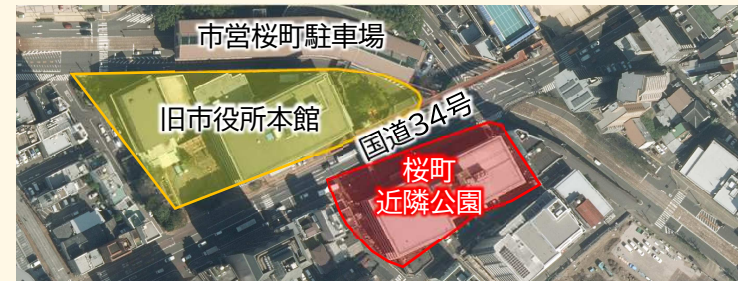 市営桜町駐車場
旧市役所本館
国道34号
桜町
近隣公園